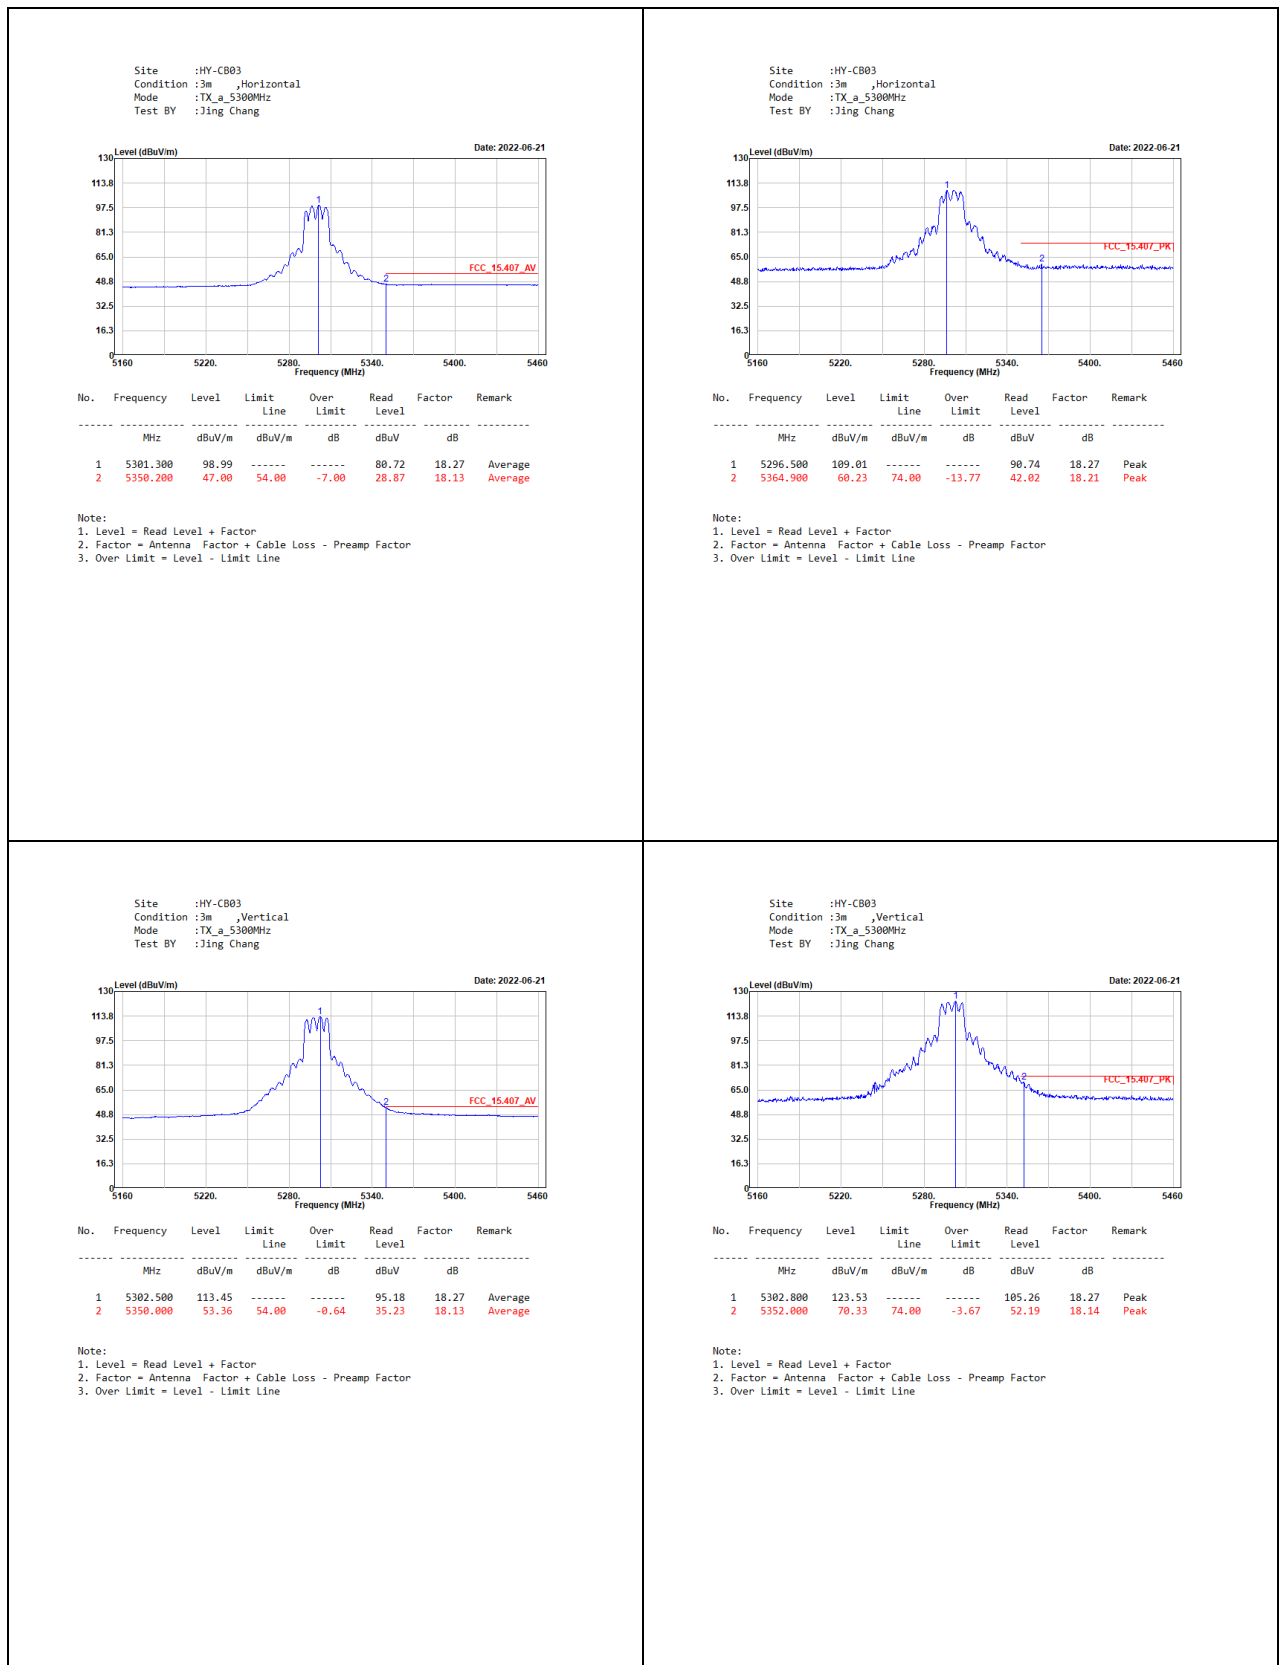 Site      :HY-CB03
Condition :3m    ,Horizontal
Mode      :TX_a_5300MHz
Test BY   :Jing Chang
Level (dBuV/m)
Date: 2022-06-21
130
113.8
97.5
81.3
65.0
48.8
32.5
16.3
0
1
2
FCC_15.407_AV
5160 5220. 5280. 5340. 5400. 5460
Frequency (MHz)
No. Frequency Level Limit Over Read Factor Remark
Line Limit Level
------ ----------- -------- -------- -------- --------- -------- ---------
MHz dBuV/m dBuV/m dB dBuV dB
1 5301.300 98.99 ------ ------ 80.72 18.27 Average
2 5350.200 47.00 54.00 -7.00 28.87 18.13 Average
Note:
1. Level = Read Level + Factor
2. Factor = Antenna  Factor + Cable Loss - Preamp Factor
3. Over Limit = Level - Limit Line
Site      :HY-CB03
Condition :3m    ,Horizontal
Mode      :TX_a_5300MHz
Test BY   :Jing Chang
Level (dBuV/m)
Date: 2022-06-21
130
113.8
97.5
81.3
65.0
48.8
32.5
16.3
0
1
2
FCC_15.407_PK
5160 5220. 5280. 5340. 5400. 5460
Frequency (MHz)
No. Frequency Level Limit Over Read Factor Remark
Line Limit Level
------ ----------- -------- -------- -------- --------- -------- ---------
MHz dBuV/m dBuV/m dB dBuV dB
1 5296.500 109.01 ------ ------ 90.74 18.27 Peak
2 5364.900 60.23 74.00 -13.77 42.02 18.21 Peak
Note:
1. Level = Read Level + Factor
2. Factor = Antenna  Factor + Cable Loss - Preamp Factor
3. Over Limit = Level - Limit Line
Site      :HY-CB03
Condition :3m    ,Vertical
Mode      :TX_a_5300MHz
Test BY   :Jing Chang
Level (dBuV/m)
Date: 2022-06-21
130
113.8
97.5
81.3
65.0
48.8
32.5
16.3
0
1
2
FCC_15.407_AV
5160 5220. 5280. 5340. 5400. 5460
Frequency (MHz)
No. Frequency Level Limit Over Read Factor Remark
Line Limit Level
------ ----------- -------- -------- -------- --------- -------- ---------
MHz dBuV/m dBuV/m dB dBuV dB
1 5302.500 113.45 ------ ------ 95.18 18.27 Average
2 5350.000 53.36 54.00 -0.64 35.23 18.13 Average
Note:
1. Level = Read Level + Factor
2. Factor = Antenna  Factor + Cable Loss - Preamp Factor
3. Over Limit = Level - Limit Line
Site      :HY-CB03
Condition :3m    ,Vertical
Mode      :TX_a_5300MHz
Test BY   :Jing Chang
Level (dBuV/m)
Date: 2022-06-21
130
113.8
97.5
81.3
65.0
48.8
32.5
16.3
0
1
2
FCC_15.407_PK
5160 5220. 5280. 5340. 5400. 5460
Frequency (MHz)
No. Frequency Level Limit Over Read Factor Remark
Line Limit Level
------ ----------- -------- -------- -------- --------- -------- ---------
MHz dBuV/m dBuV/m dB dBuV dB
1 5302.800 123.53 ------ ------ 105.26 18.27 Peak
2 5352.000 70.33 74.00 -3.67 52.19 18.14 Peak
Note:
1. Level = Read Level + Factor
2. Factor = Antenna  Factor + Cable Loss - Preamp Factor
3. Over Limit = Level - Limit Line